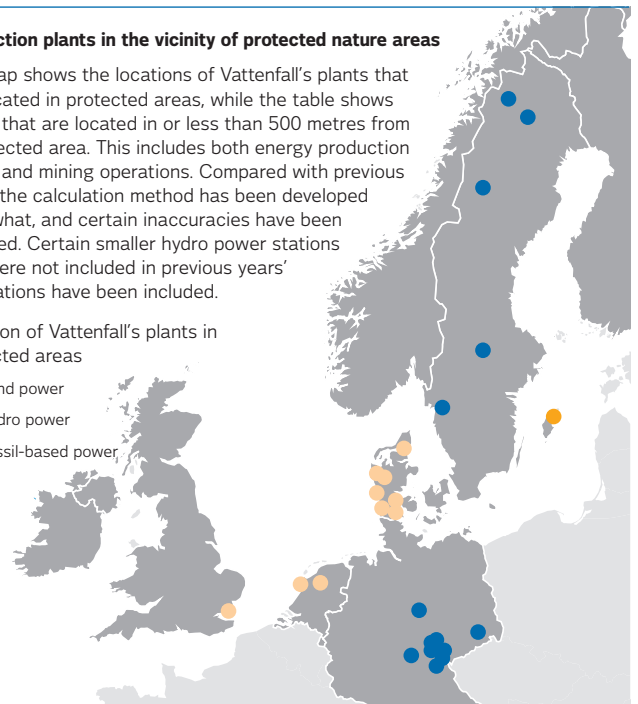 ction plants in the vicinity of protected nature areas
ap shows the locations of Vattenfall's plants that
cated in protected areas, while the table shows
that are located in or less than 500 metres from
ected area. This includes both energy production
and mining operations. Compared with previous
the calculation method has been developed
what, and certain inaccuracies have been
ed. Certain smaller hydro power stations
ere not included in previous years'
ations have been included.
on of Vattenfall's plants in
cted areas
nd power
dro power
ssil-based power